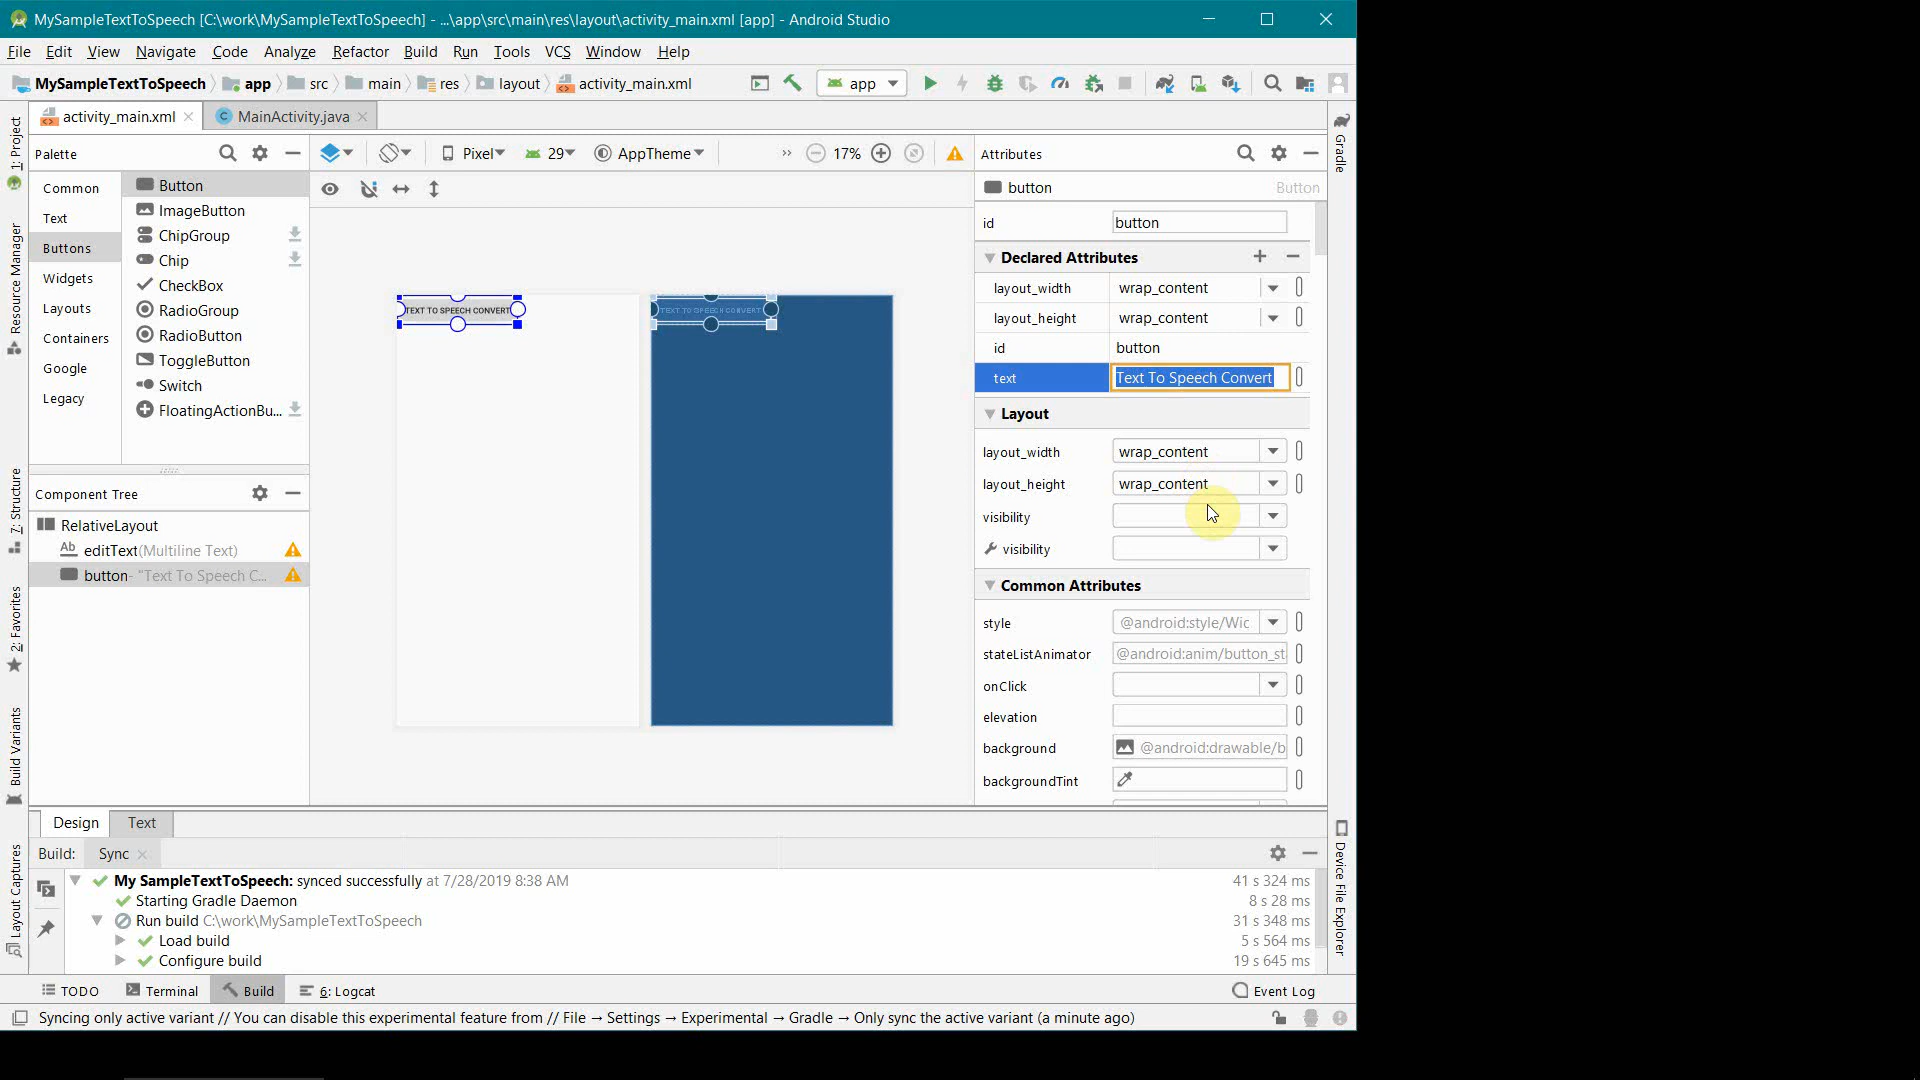 MySampleTextToSpeech [C:\work\MySampleTextToSpeech] - ...\app\src\main\res\layout\activity_main.xml [app] - Android Studio
File Edit View Navigate Code Analyze Refactor Build Run Tools VCS Window Help
MySampleTextToSpeech app src main res layout activity_main.xml app
activity_main.xml MainActivity.java
Palette
Pixel 29 AppTheme 17%
Attributes
Common
Text
Buttons
Widgets
Layouts
Containers
Google
Legacy
Button
ImageButton
ChipGroup
Chip
CheckBox
RadioGroup
RadioButton
ToggleButton
Switch
FloatingActionBu...
Component Tree
RelativeLayout
Ab editText(Multiline Text)
button- "Text To Speech C...
TEXT TO SPEECH CONVERT
TEXT TO SPEECH CONVERT
button Button
id button
Declared Attributes
layout_width wrap_content
layout_height wrap_content
id button
text Text To Speech Convert
Layout
layout_width wrap_content
layout_height wrap_content
visibility
visibility
Common Attributes
style @android:style/Wic
stateListAnimator @android:anim/button_st
onClick
elevation
background @android:drawable/b
backgroundTint
1: Project
Resource Manager
7: Structure
2: Favorites
Build Variants
Layout Captures
Gradle
Device File Explorer
Design Text
Build: Sync
My SampleTextToSpeech: synced successfully at 7/28/2019 8:38 AM 41 s 324 ms
Starting Gradle Daemon 8 s 28 ms
Run build C:\work\MySampleTextToSpeech 31 s 348 ms
Load build 5 s 564 ms
Configure build 19 s 645 ms
TODO Terminal Build 6: Logcat Event Log
Syncing only active variant // You can disable this experimental feature from // File → Settings → Experimental → Gradle → Only sync the active variant (a minute ago)